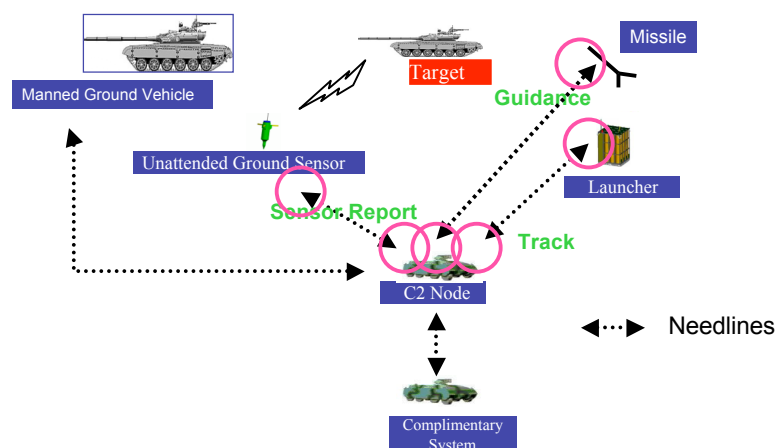 Missile
Target
Manned Ground Vehicle
Guidance
Unattended Ground Sensor
Launcher
Sensor Report
Track
C2 Node
Needlines
Complimentary
System